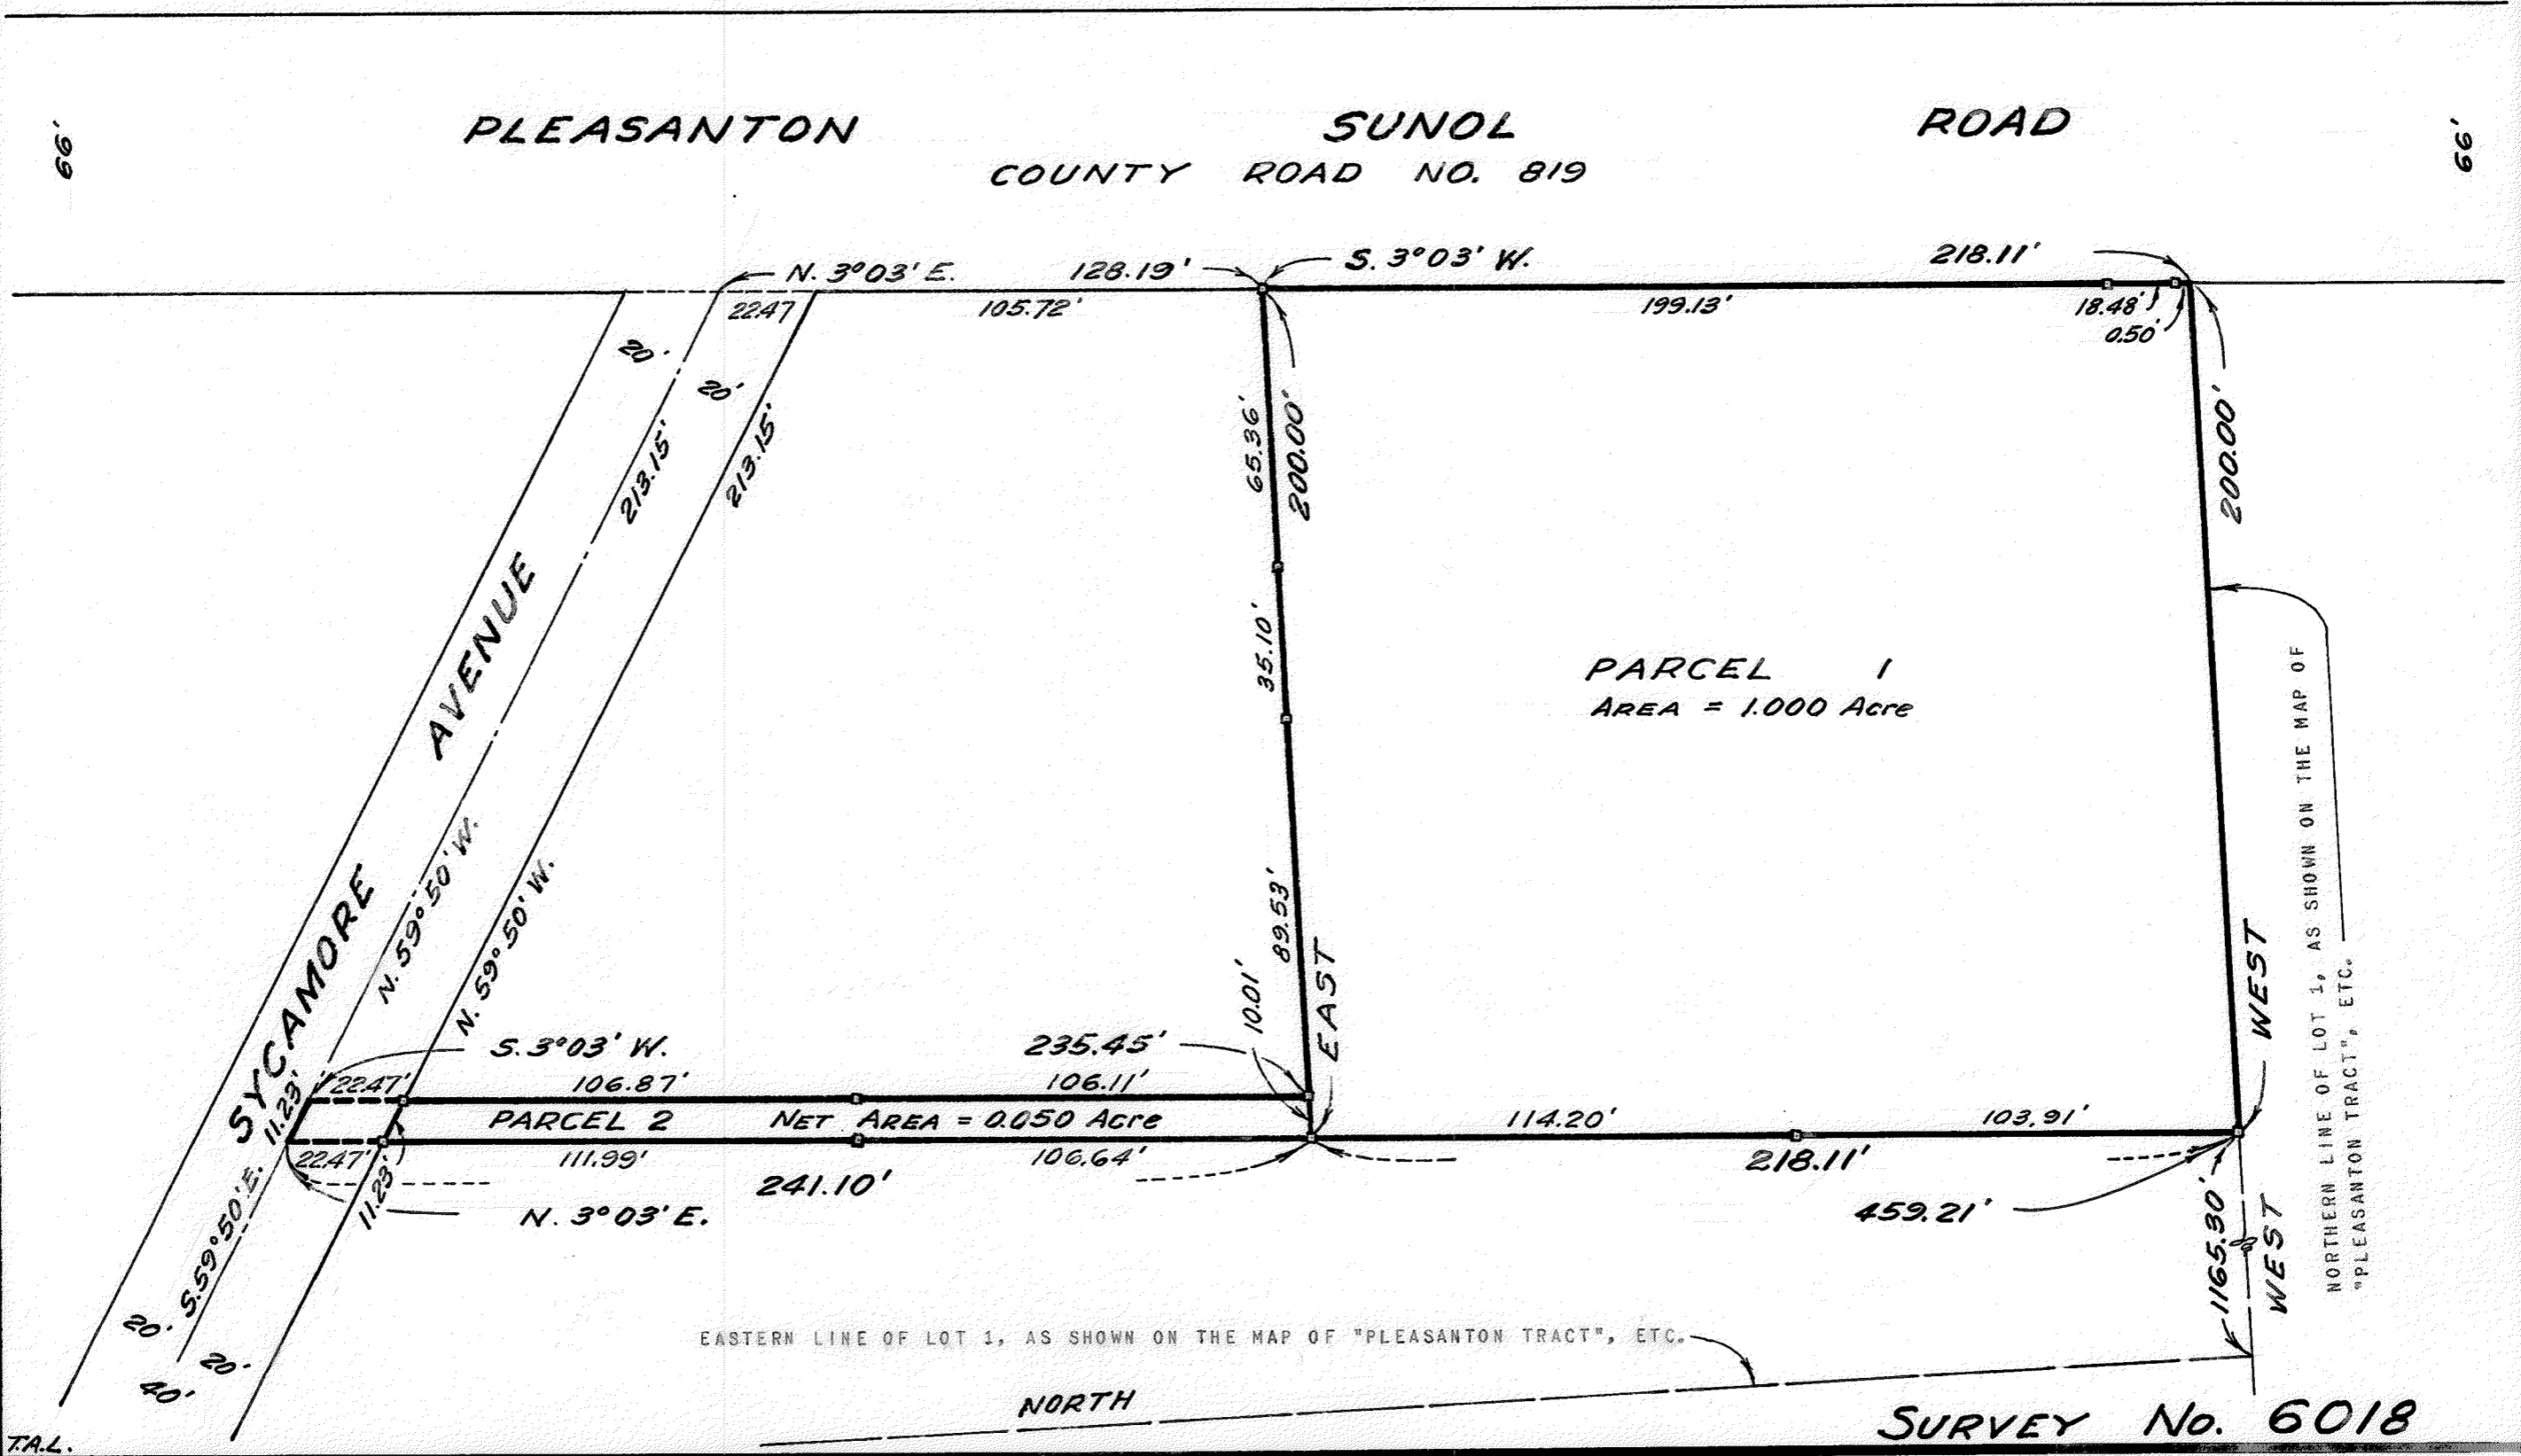 PLEASANTON SUNOL ROAD
66'
66'
COUNTY ROAD NO. 819
N. 3°03' E. 128.19'
S. 3°03' W. 218.11'
22.47
105.72'
199.13'
18.48'
0.50'
20'
20'
213.15'
213.15'
65.36'
200.00'
200.00'
35.10'
SYCAMORE AVENUE
PARCEL 1
AREA = 1.000 Acre
N. 59°50' W.
N. 59°50' W.
89.53'
10.01'
EAST
WEST
NORTHERN LINE OF LOT 1, AS SHOWN ON THE MAP OF
"PLEASANTON TRACT", ETC.
S. 3°03' W. 235.45'
11.23'
22.47'
106.87'
106.11'
PARCEL 2 NET AREA = 0.050 Acre
114.20'
103.91'
22.47'
111.99'
106.64'
218.11'
11.23'
241.10'
N. 3°03' E.
459.21'
S. 59°50' E.
1165.30'
WEST
20'
20'
40'
EASTERN LINE OF LOT 1, AS SHOWN ON THE MAP OF "PLEASANTON TRACT", ETC.
NORTH
SURVEY No. 6018
T.A.L.